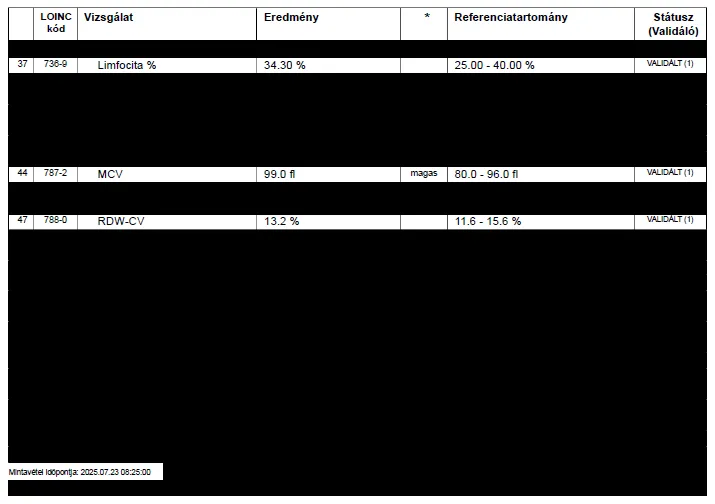 LOINC kód Vizsgálat Eredmény * Referenciatartomány Státusz (Validáló)
37 736-9 Limfocita % 34.30 % 25.00 - 40.00 % VALIDÁLT (1)
44 787-2 MCV 99.0 fl magas 80.0 - 96.0 fl VALIDÁLT (1)
47 788-0 RDW-CV 13.2 % 11.6 - 15.6 % VALIDÁLT (1)
Mintavétel időpontja: 2025.07.23 08:25:00